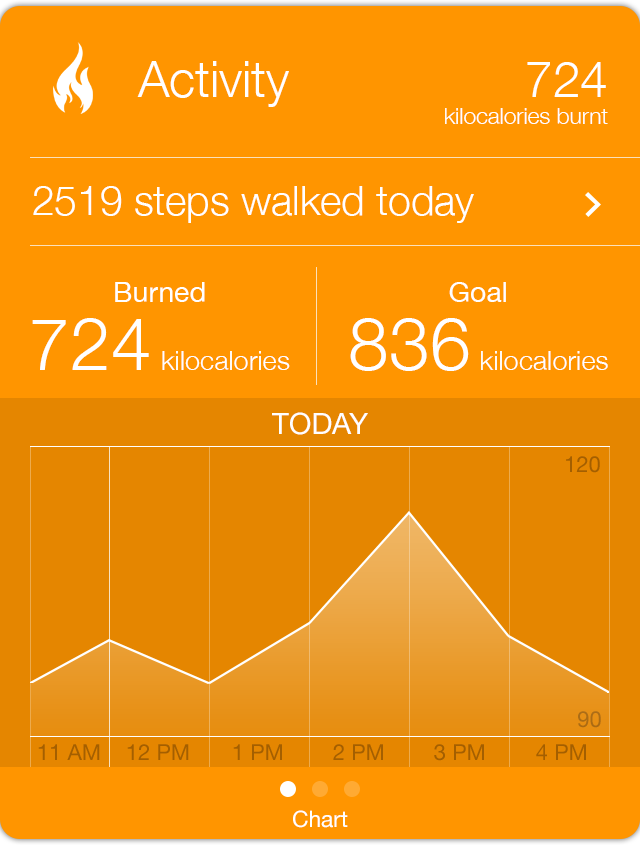 Activity
724
kilocalories burnt
2519 steps walked today
Burned
724 kilocalories
Goal
836 kilocalories
TODAY
120
90
11 AM 12 PM 1 PM 2 PM 3 PM 4 PM
Chart